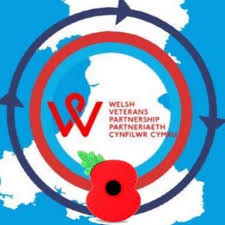 WELSH
VETERANS
PARTNERSHIP
PARTNERIAETH
CYNFILWR CYMRU